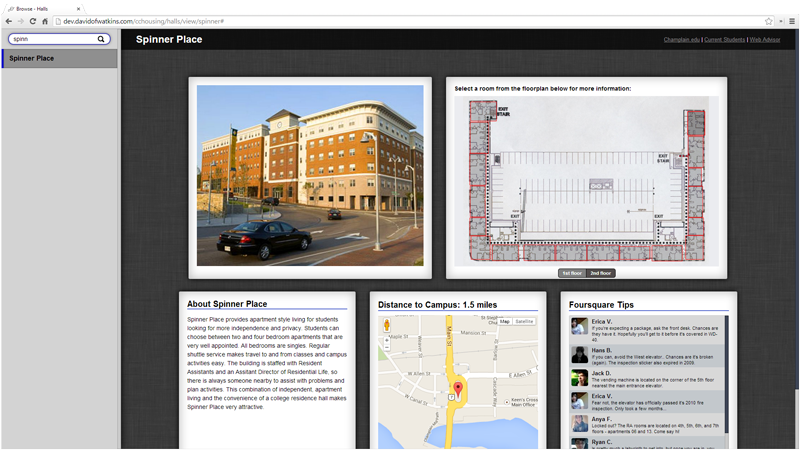 Browse - Halls
dev.davidofwatkins.com/cchousing/halls/view/spinner#
spinn
Spinner Place
Spinner Place
Champlain.edu | Current Students | Web Advisor
Select a room from the floorplan below for more information:
EXIT
STAIR
EXIT
STAIR
EXIT
EXIT
1st floor
2nd floor
About Spinner Place
Spinner Place provides apartment style living for students
looking for more independence and privacy. Students can
choose between two and four bedroom apartments that are
very well appointed. All bedrooms are singles. Regular
shuttle service makes travel to and from classes and campus
activities easy. The building is staffed with Resident
Assistants and an Assitant Director of Residential Life, so
there is always someone nearby to assist with problems and
plan activities. This combination of independent, apartment
living and the convenience of a college residence hall makes
Spinner Place very attractive.
Distance to Campus: 1.5 miles
Map
Satellite
Main St
Maple St
W Allen St
E Allen St
W Canal St
Keen's Cross
Main Office
Foursquare Tips
Erica V.
If you're expecting a package, ask the front desk. Chances are
they have it. Hopefully you'll get to it before it's covered in WD-
40.
Hans B.
If you can, avoid the West elevator. Chances are it's broken
(again). The inspection sticker also expired in 2009.
Jack D.
The vending machine is located on the corner of the 5th floor
nearest the main entrance elevator.
Erica V.
Fear not, the elevator has officially passed it's 2010 fire
inspection. Only took a few months...
Anya F.
Locked out? The RA rooms are located on 4th, 5th, 6th, and 7th
floors - apartments 06 and 13. Come say hi!
Ryan C.